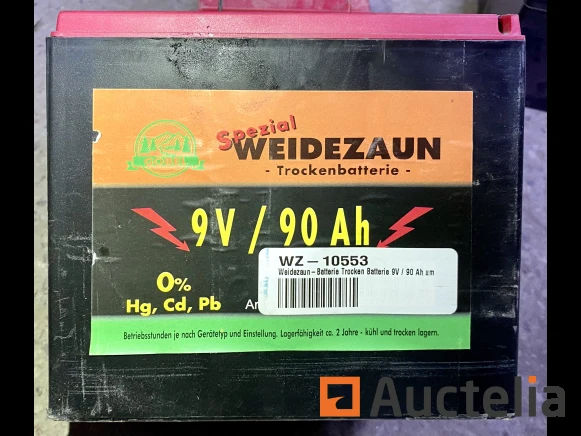 Spezial
WEIDEZAUN
- Trockenbatterie -
9V / 90 Ah
WZ-10553
Weidezaun-Batterie Trocken Batterie 9V / 90 Ah um
0%
Hg, Cd, Pb
Betriebsstunden je nach Gerätetyp und Einstellung. Lagerfähigkeit ca. 2 Jahre - kühl und trocken lagern.
Auctelia